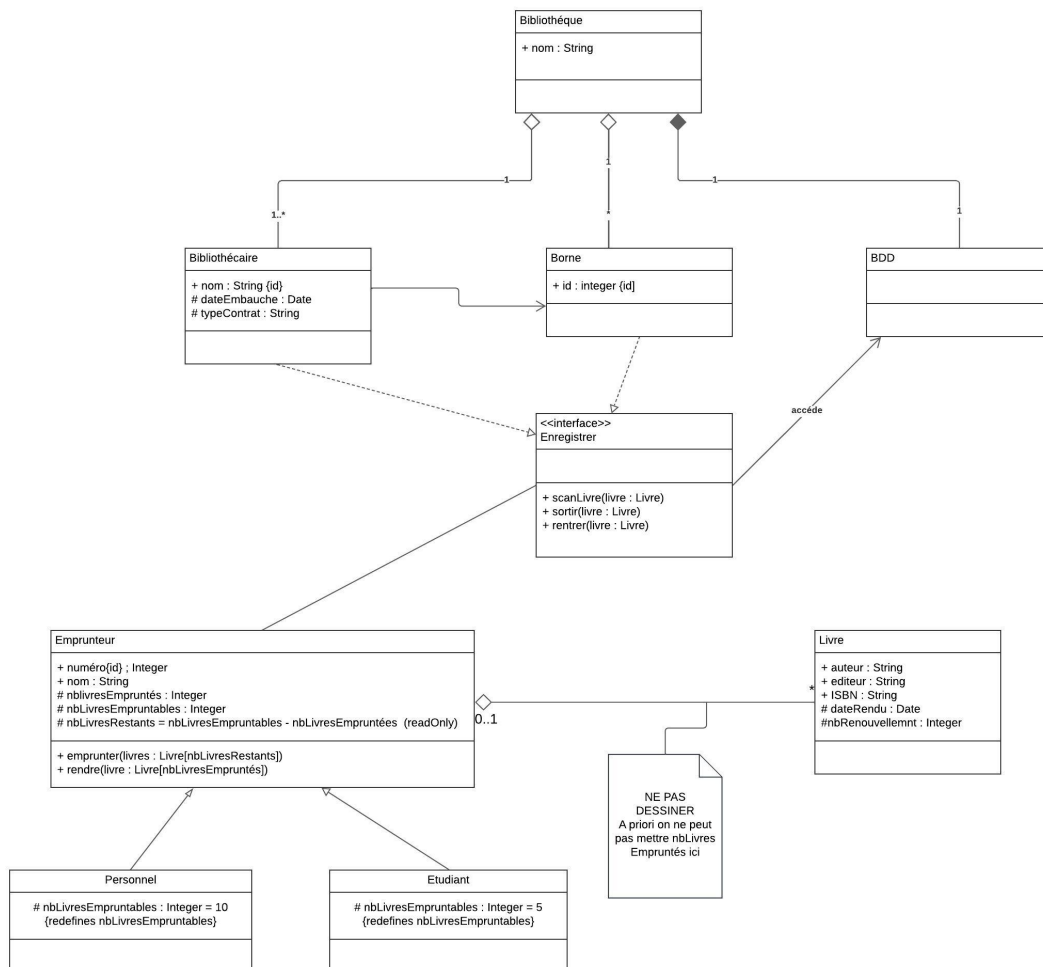 Bibliothéque
+ nom : String
1
1
1
1..*
*
1
Bibliothécaire
+ nom : String {id}
# dateEmbauche : Date
# typeContrat : String
Borne
+ id : integer {id]
BDD
accéde
<<interface>>
Enregistrer
+ scanLivre(livre : Livre)
+ sortir(livre : Livre)
+ rentrer(livre : Livre)
Emprunteur
+ numéro{id} ; Integer
+ nom : String
# nblivresEmpruntés : Integer
# nbLivresEmpruntables : Integer
# nbLivresRestants = nbLivresEmpruntables - nbLivresEmpruntées (readOnly)
+ emprunter(livres : Livre[nbLivresRestants])
+ rendre(livre : Livre[nbLivresEmpruntés])
0..1
*
Livre
+ auteur : String
+ editeur : String
+ ISBN : String
# dateRendu : Date
#nbRenouvellemnt : Integer
NE PAS
DESSINER
A priori on ne peut
pas mettre nbLivres
Empruntés ici
Personnel
# nbLivresEmpruntables : Integer = 10
{redefines nbLivresEmpruntables}
Etudiant
# nbLivresEmpruntables : Integer = 5
{redefines nbLivresEmpruntables}